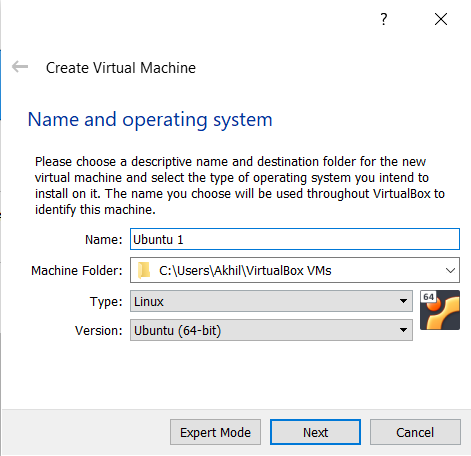 ?
Create Virtual Machine
Name and operating system
Please choose a descriptive name and destination folder for the new
virtual machine and select the type of operating system you intend to
install on it. The name you choose will be used throughout VirtualBox to
identify this machine.
Name: Ubuntu 1
Machine Folder: C:\Users\Akhil\VirtualBox VMs
Type: Linux
64
Version: Ubuntu (64-bit)
Expert Mode Next Cancel